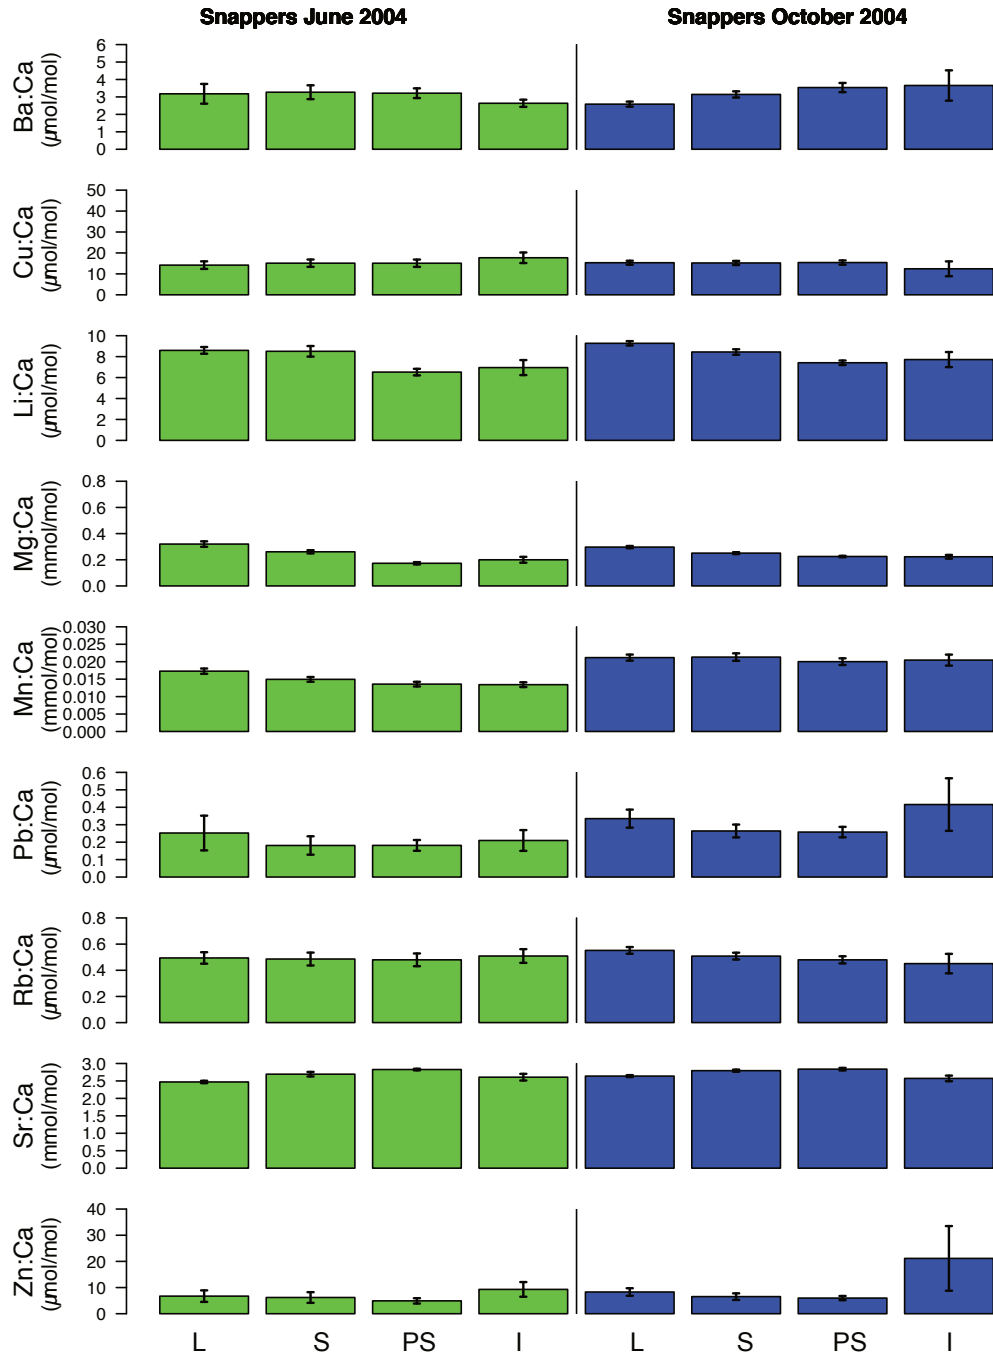 Snappers June 2004
Snappers October 2004
Ba:Ca
(µmol/mol)
6
5
4
3
2
1
0
Cu:Ca
(µmol/mol)
50
40
30
20
10
0
Li:Ca
(µmol/mol)
10
8
6
4
2
0
Mg:Ca
(mmol/mol)
0.8
0.6
0.4
0.2
0.0
Mn:Ca
(mmol/mol)
0.030
0.025
0.020
0.015
0.010
0.005
0.000
Pb:Ca
(µmol/mol)
0.6
0.5
0.4
0.3
0.2
0.1
0.0
Rb:Ca
(µmol/mol)
0.8
0.6
0.4
0.2
0.0
Sr:Ca
(mmol/mol)
3.0
2.5
2.0
1.5
1.0
0.5
0.0
Zn:Ca
(µmol/mol)
40
30
20
10
0
L S PS I L S PS I